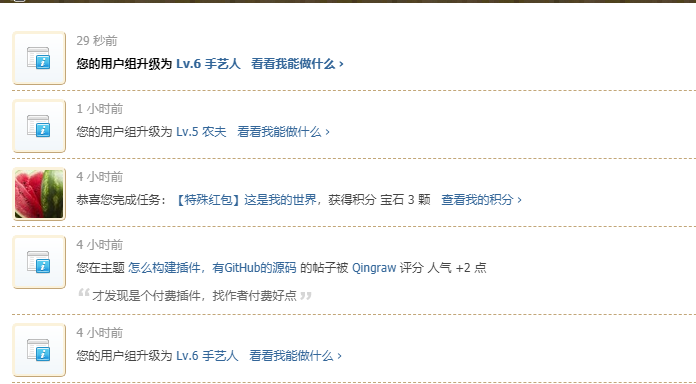 29 秒前
您的用户组升级为 Lv.6 手艺人 看看我能做什么 ›
1 小时前
您的用户组升级为 Lv.5 农夫 看看我能做什么 ›
4 小时前
恭喜您完成任务：【特殊红包】这是我的世界，获得积分 宝石 3 颗 查看我的积分 ›
4 小时前
您在主题 怎么构建插件，有GitHub的源码 的帖子被 Qingraw 评分 人气 +2 点
“ 才发现是个付费插件，找作者付费好点 ”
4 小时前
您的用户组升级为 Lv.6 手艺人 看看我能做什么 ›